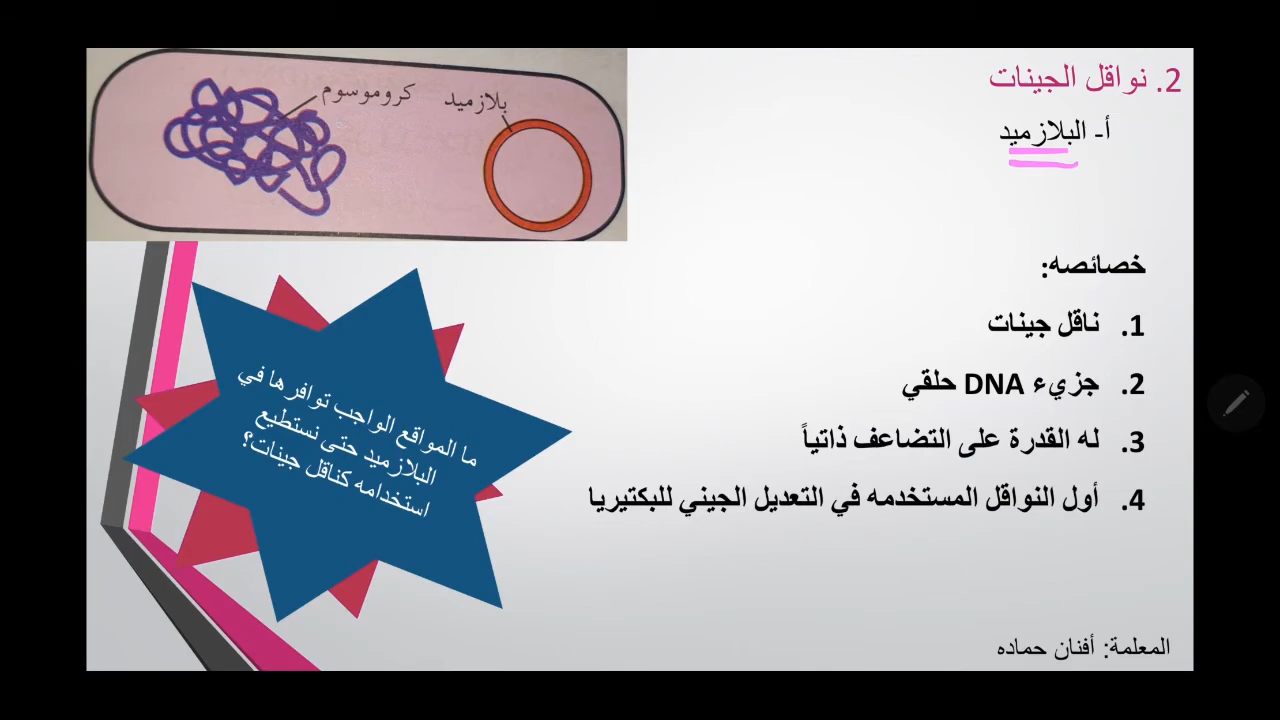 2. نواقل الجينات
أ- البلازميد
كروموسوم
بلازميد
خصائصه:
1. ناقل جينات
2. جزيء DNA حلقي
3. له القدرة على التضاعف ذاتياً
4. أول النواقل المستخدمه في التعديل الجيني للبكتيريا
ما المواقع الواجب توافرها في
البلازميد حتى نستطيع
استخدامه كناقل جينات؟
المعلمة: أفنان حماده